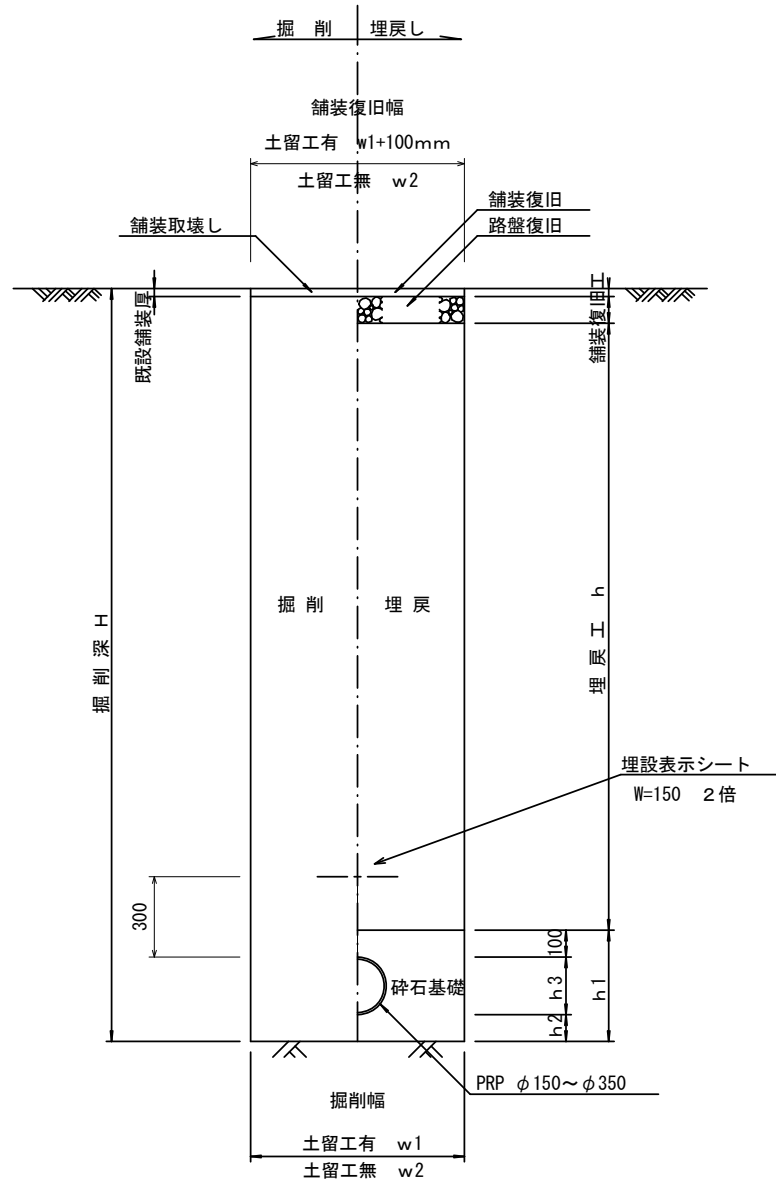 掘 削 埋戻し
舗装復旧幅
土留工有 w1+100mm
土留工無 w2
舗装取壊し
舗装復旧
路盤復旧
既設舗装厚
舗装復旧工
掘 削 深 H
掘 削 埋 戻
埋 戻 工 h
埋設表示シート
W=150 2倍
300
100
砕石基礎
h3
h1
h2
PRP φ150～φ350
掘削幅
土留工有 w1
土留工無 w2